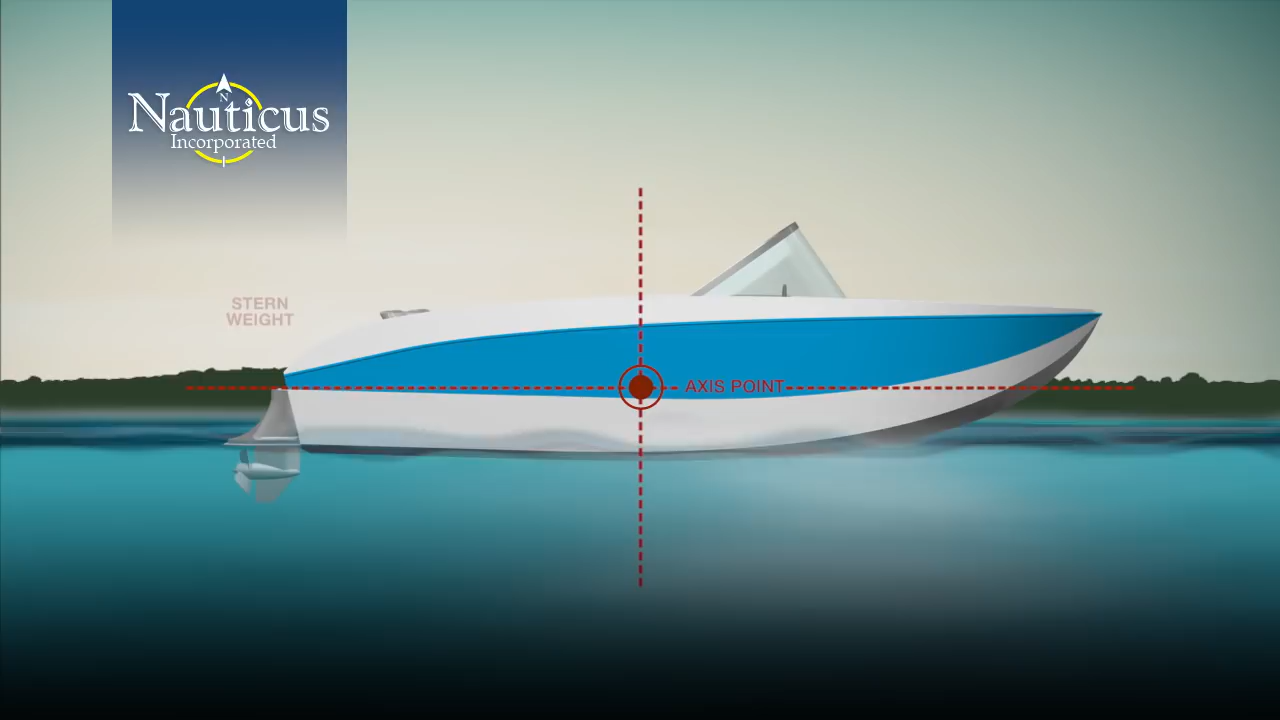 N
Nauticus
Incorporated
STERN
WEIGHT
AXIS POINT